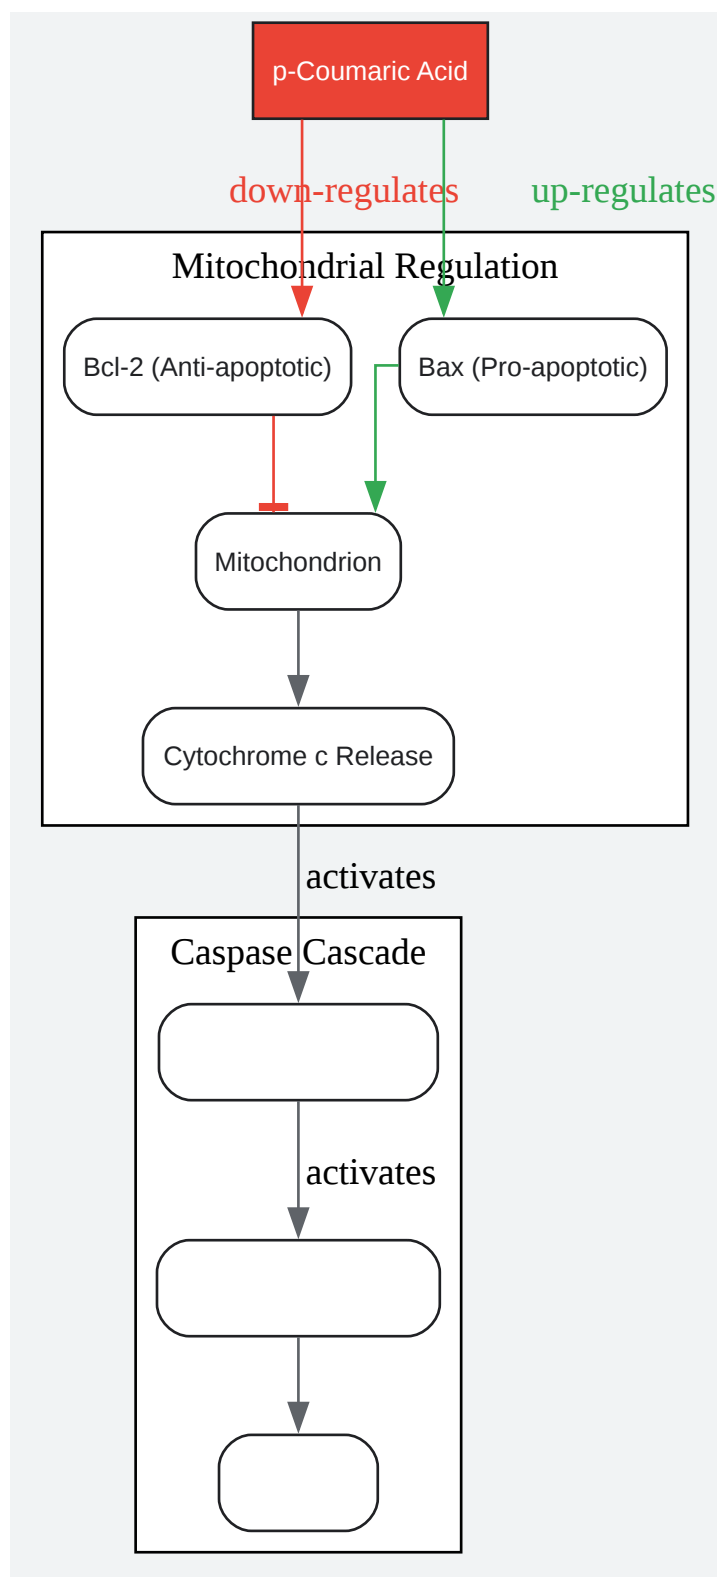 p-Coumaric Acid
down-regulates
up-regulates
Mitochondrial Regulation
Bcl-2 (Anti-apoptotic)
Bax (Pro-apoptotic)
Mitochondrion
Cytochrome c Release
activates
Caspase Cascade
activates